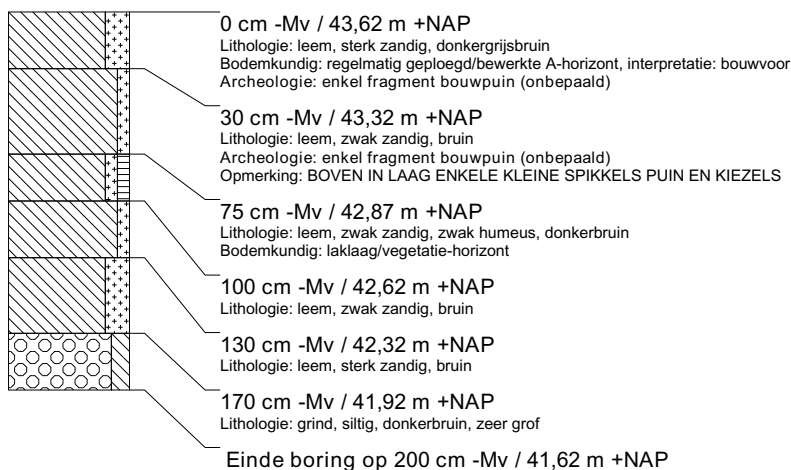 0 cm -Mv / 43,62 m +NAP
Lithologie: leem, sterk zandig, donkergrijsbruin
Bodemkundig: regelmatig geploegd/bewerkte A-horizont, interpretatie: bouwvoor
Archeologie: enkel fragment bouwpuin (onbepaald)
30 cm -Mv / 43,32 m +NAP
Lithologie: leem, zwak zandig, bruin
Archeologie: enkel fragment bouwpuin (onbepaald)
Opmerking: BOVEN IN LAAG ENKELE KLEINE SPIKKELS PUIN EN KIEZELS
75 cm -Mv / 42,87 m +NAP
Lithologie: leem, zwak zandig, zwak humeus, donkerbruin
Bodemkundig: laklaag/vegetatie-horizont
100 cm -Mv / 42,62 m +NAP
Lithologie: leem, zwak zandig, bruin
130 cm -Mv / 42,32 m +NAP
Lithologie: leem, sterk zandig, bruin
170 cm -Mv / 41,92 m +NAP
Lithologie: grind, siltig, donkerbruin, zeer grof
Einde boring op 200 cm -Mv / 41,62 m +NAP